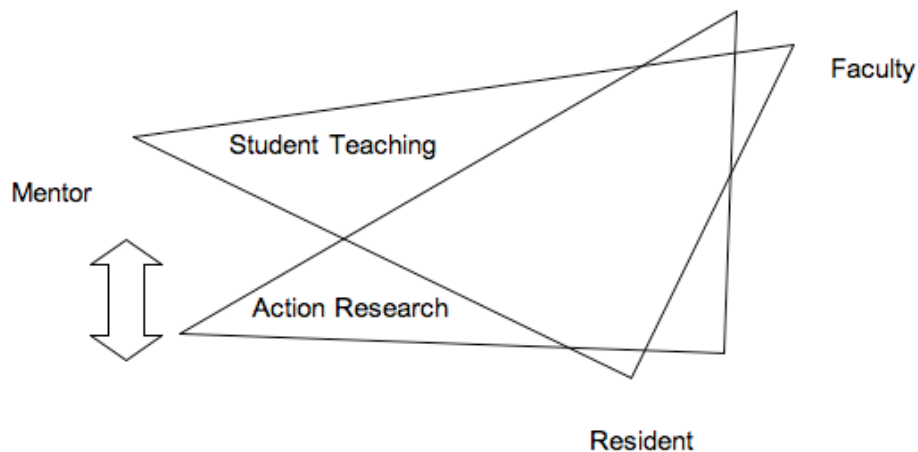 Faculty
Student Teaching
Mentor
Action Research
Resident